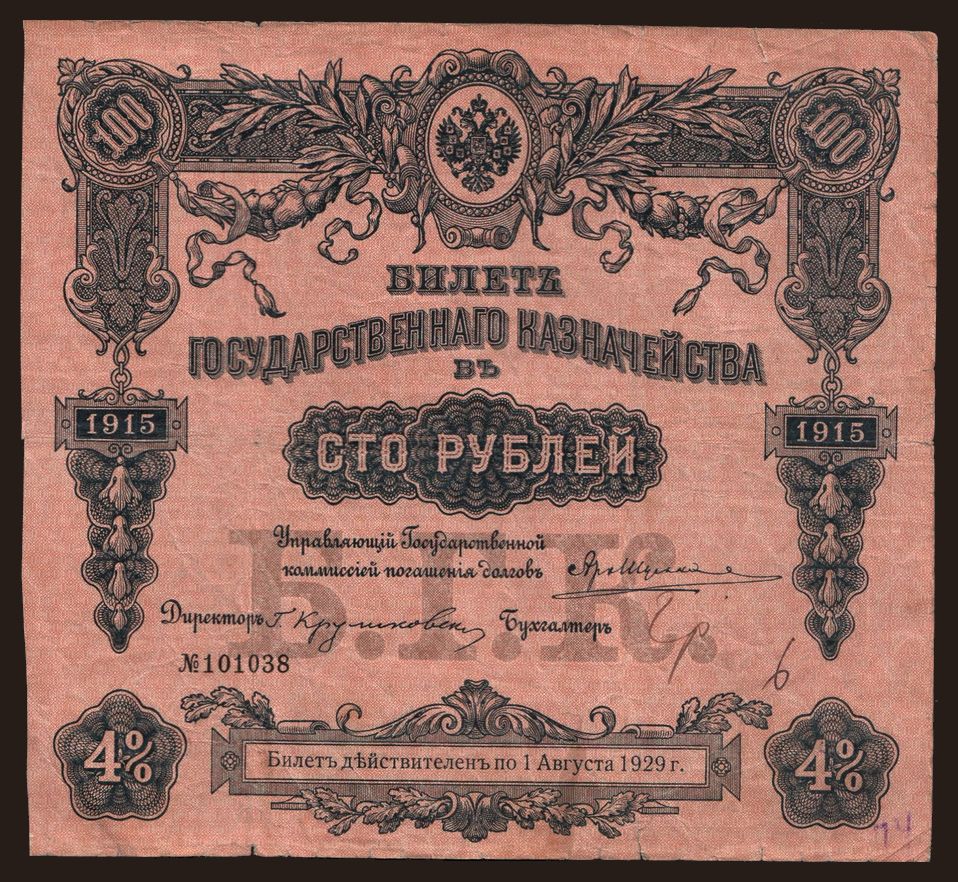 100 100
БИЛЕТЪ
ГОСУДАРСТВЕННАГО КАЗНАЧЕЙСТВА
ВЪ
1915 1915
СТО РУБЛЕЙ
Управляющій Государственной
коммиссіей погашенія долговъ
Б.Г.К.
Директоръ Бухгалтеръ
№101038
6
4% 4%
Билетъ дѣйствителенъ по 1 Августа 1929 г.